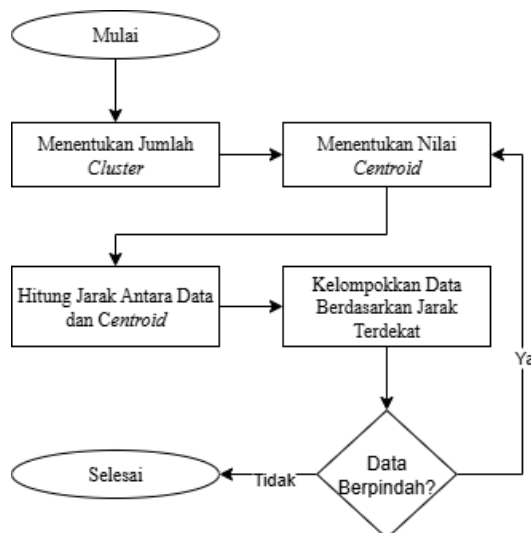 Mulai
Menentukan Jumlah
Cluster
Menentukan Nilai
Centroid
Hitung Jarak Antara Data
dan Centroid
Kelompokkan Data
Berdasarkan Jarak
Terdekat
Ya
Data
Berpindah?
Tidak
Selesai